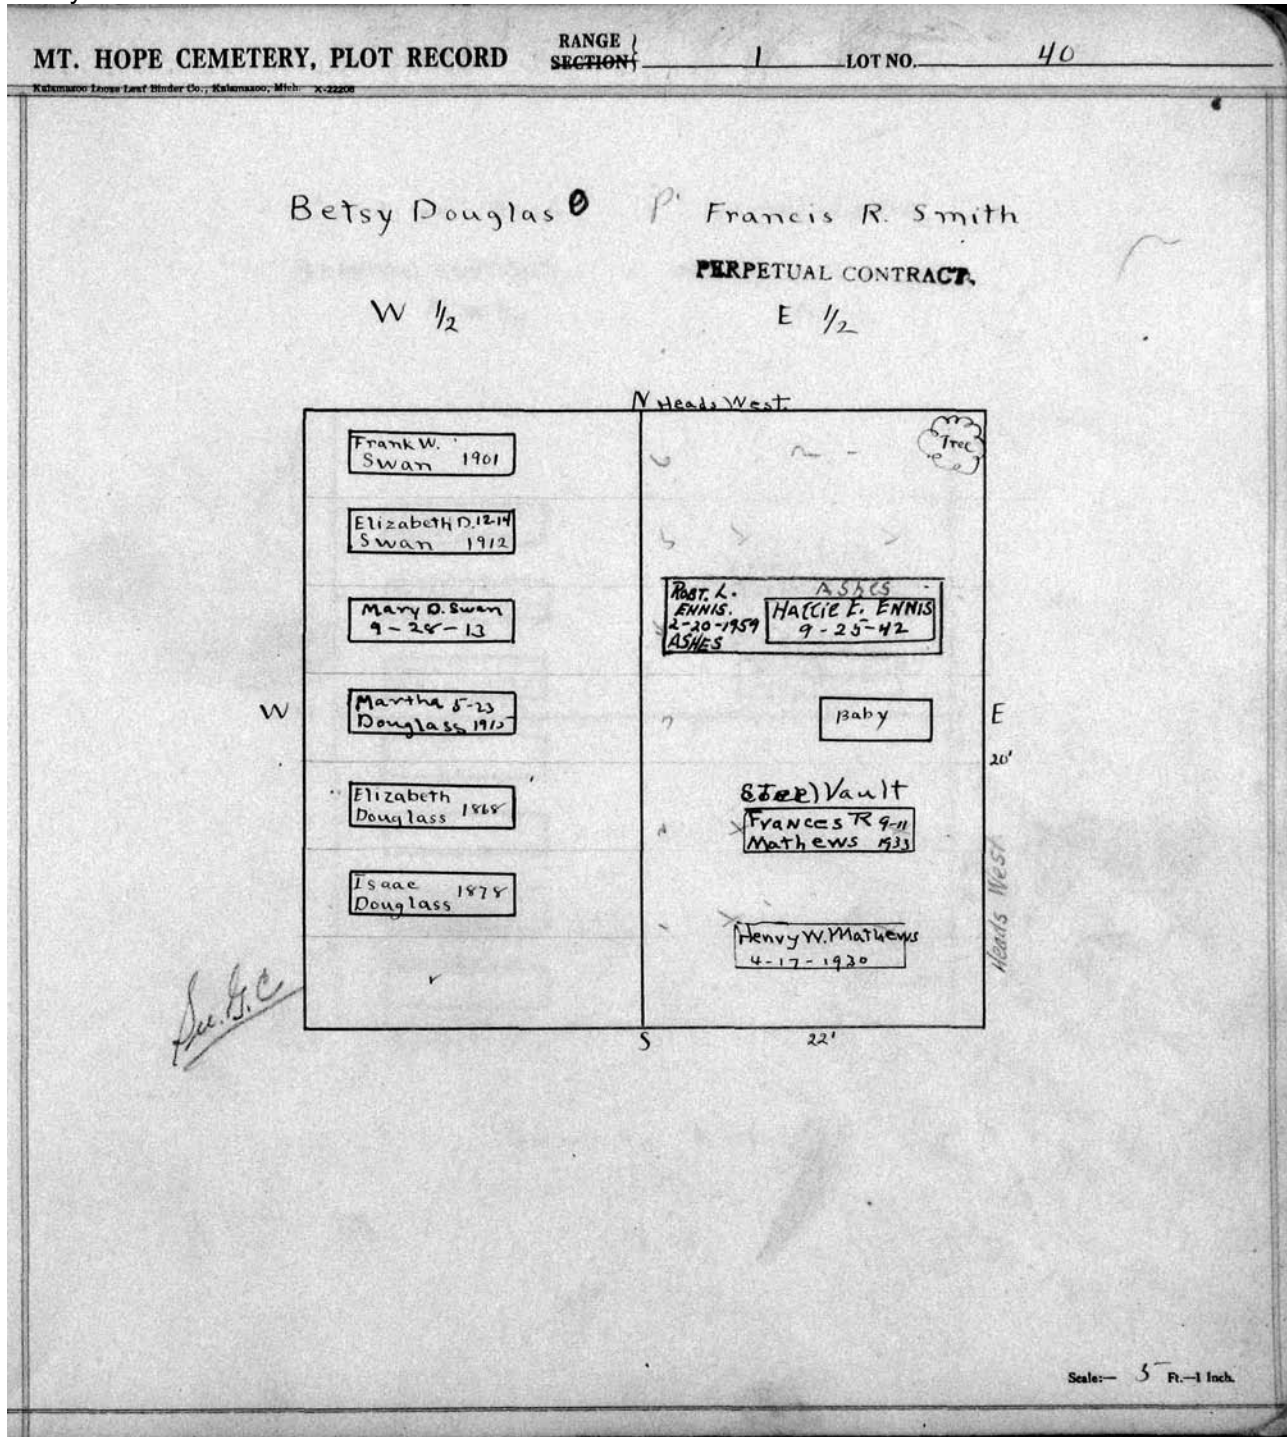 MT. HOPE CEMETERY, PLOT RECORD RANGE SECTION 1 LOT NO. 40
Kalamazoo Loose Leaf Binder Co., Kalamazoo, Mich. X-22208
Betsy Douglas P Francis R. Smith
PERPETUAL CONTRACT.
W 1/2 E 1/2
N Heads West.
Tree
Frank W.
Swan 1901
Elizabeth D. 12-14
Swan 1912
Mary D. Swan
9-28-13
Martha 5-23
Douglass 1915
Elizabeth
Douglass 1868
Isaac
Douglass 1878
W
ROBT. L.
ENNIS.
2-20-1959
ASHES
Ashes
HATTIE E. ENNIS
9-25-42
Baby
E
20'
Steel Vault
Frances R 9-11
Mathews 1933
Heads West
Henry W. Mathews
4-17-1930
S 22'
Scale:— 5 Ft.—1 Inch.